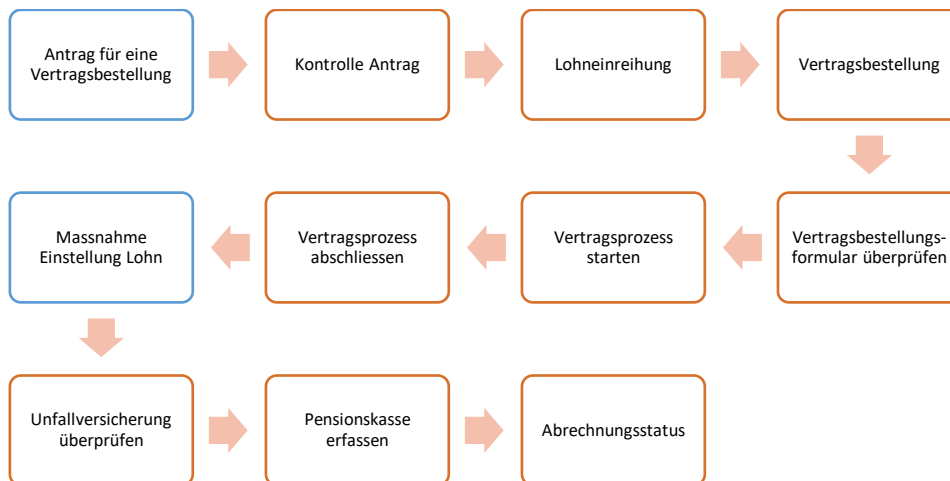 Antrag für eine
Vertragsbestellung
Kontrolle Antrag
Lohneinreihung
Vertragsbestellung
Vertragsbestellungs-
formular überprüfen
Vertragsprozess
starten
Vertragsprozess
abschliessen
Massnahme
Einstellung Lohn
Unfallversicherung
überprüfen
Pensionskasse
erfassen
Abrechnungsstatus